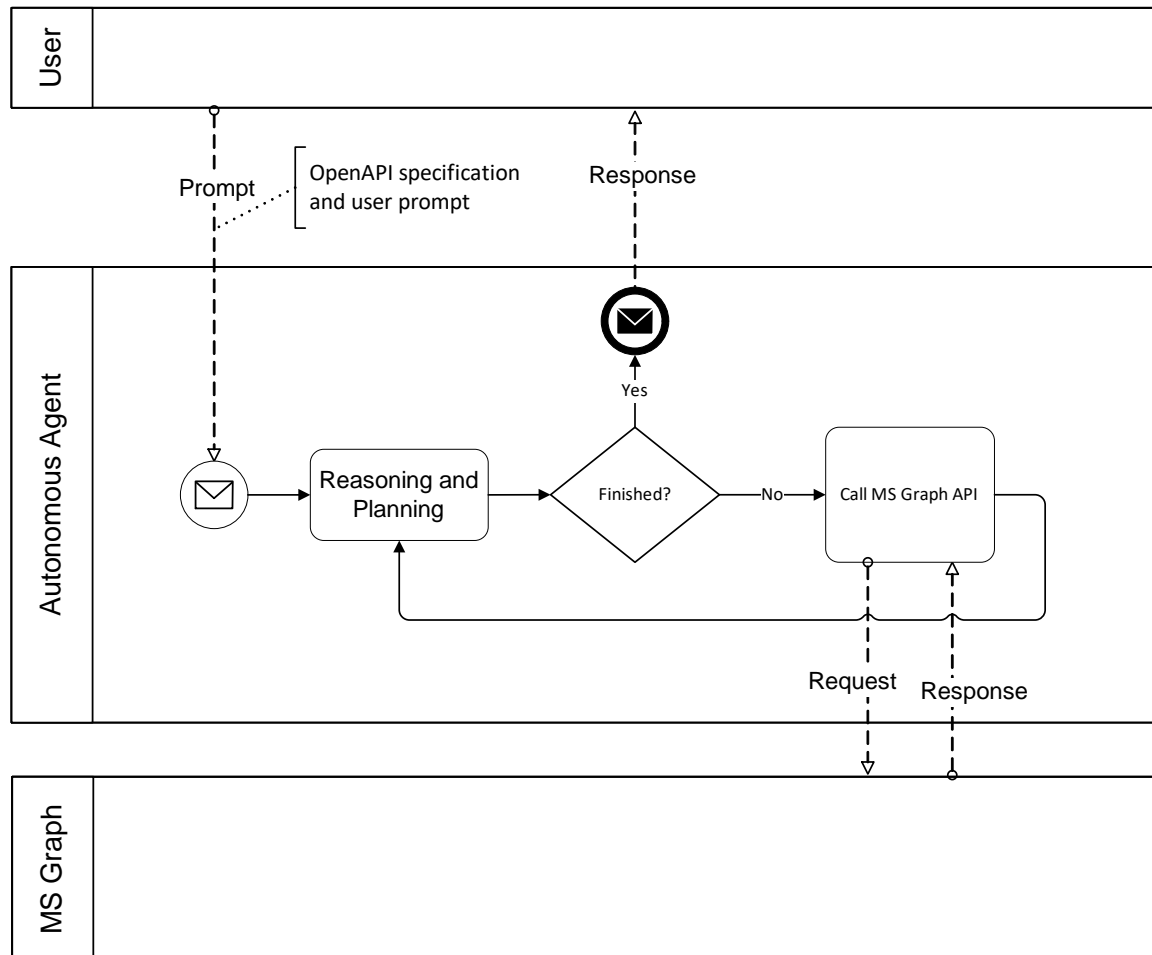 User
Prompt
OpenAPI specification
and user prompt
Response
Autonomous Agent
Yes
Reasoning and
Planning
Finished?
No
Call MS Graph API
Request
Response
MS Graph